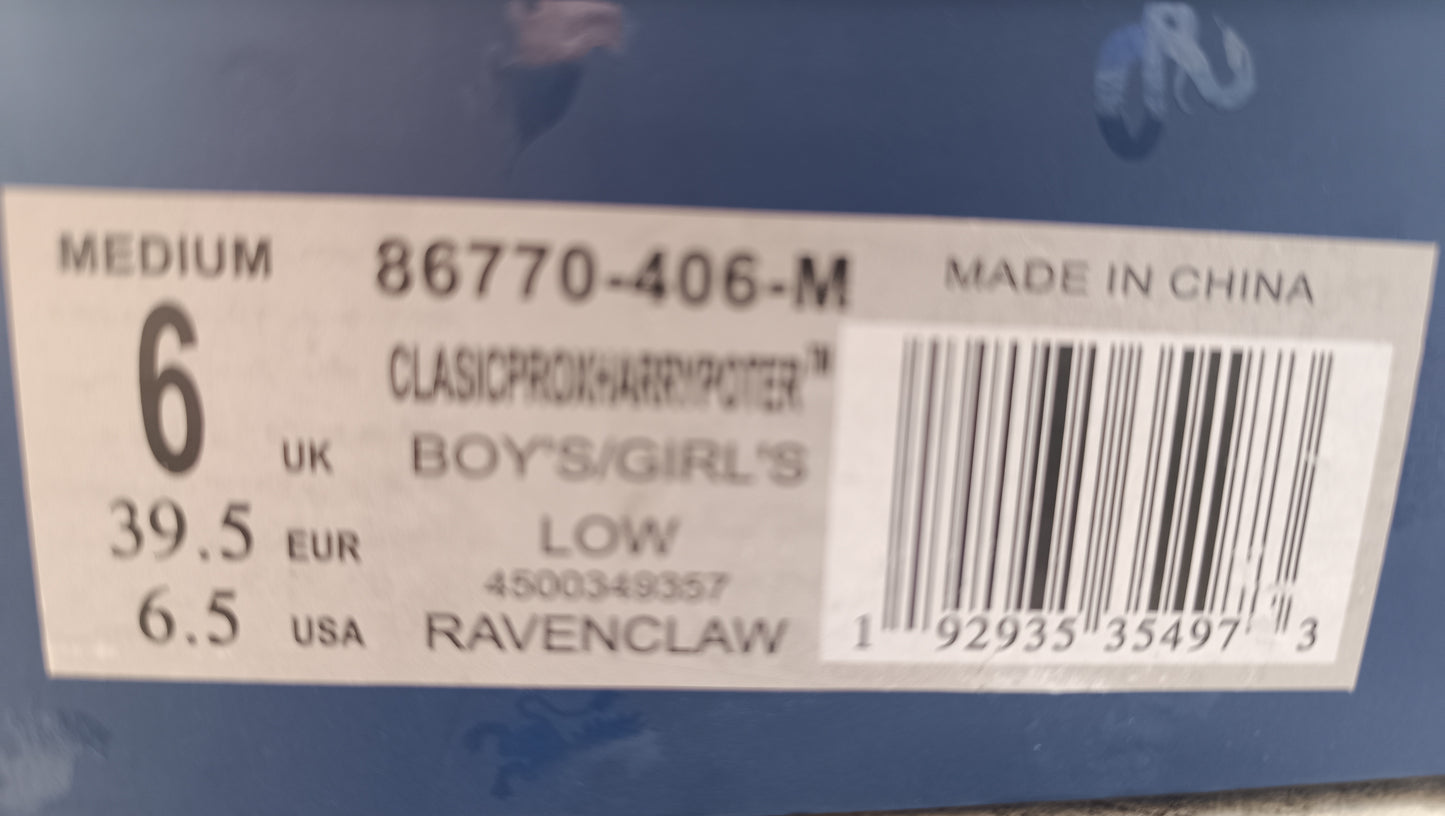 MEDIUM
6 UK
39.5 EUR
6.5 USA
86770-406-M
CLASICPROXHARRYPOTER™
BOY'S/GIRL'S
LOW
4500349357
RAVENCLAW
MADE IN CHINA
1 92935 35497 3